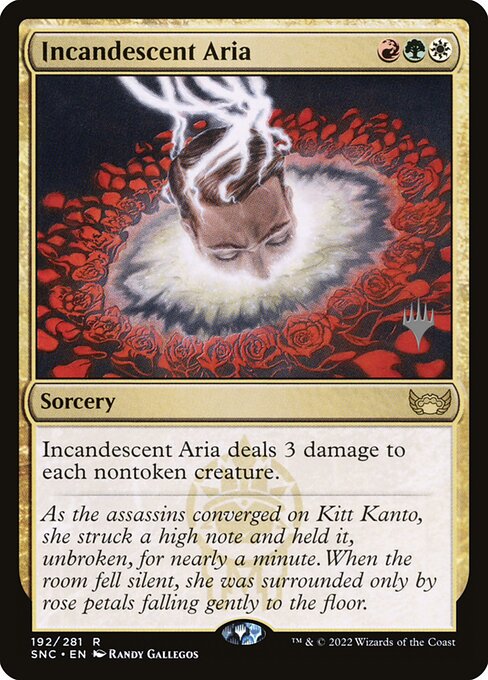 Incandescent Aria
Sorcery
Incandescent Aria deals 3 damage to
each nontoken creature.
As the assassins converged on Kitt Kanto,
she struck a high note and held it,
unbroken, for nearly a minute. When the
room fell silent, she was surrounded only by
rose petals falling gently to the floor.
192/281 R
SNC • EN Randy Gallegos
™ & © 2022 Wizards of the Coast